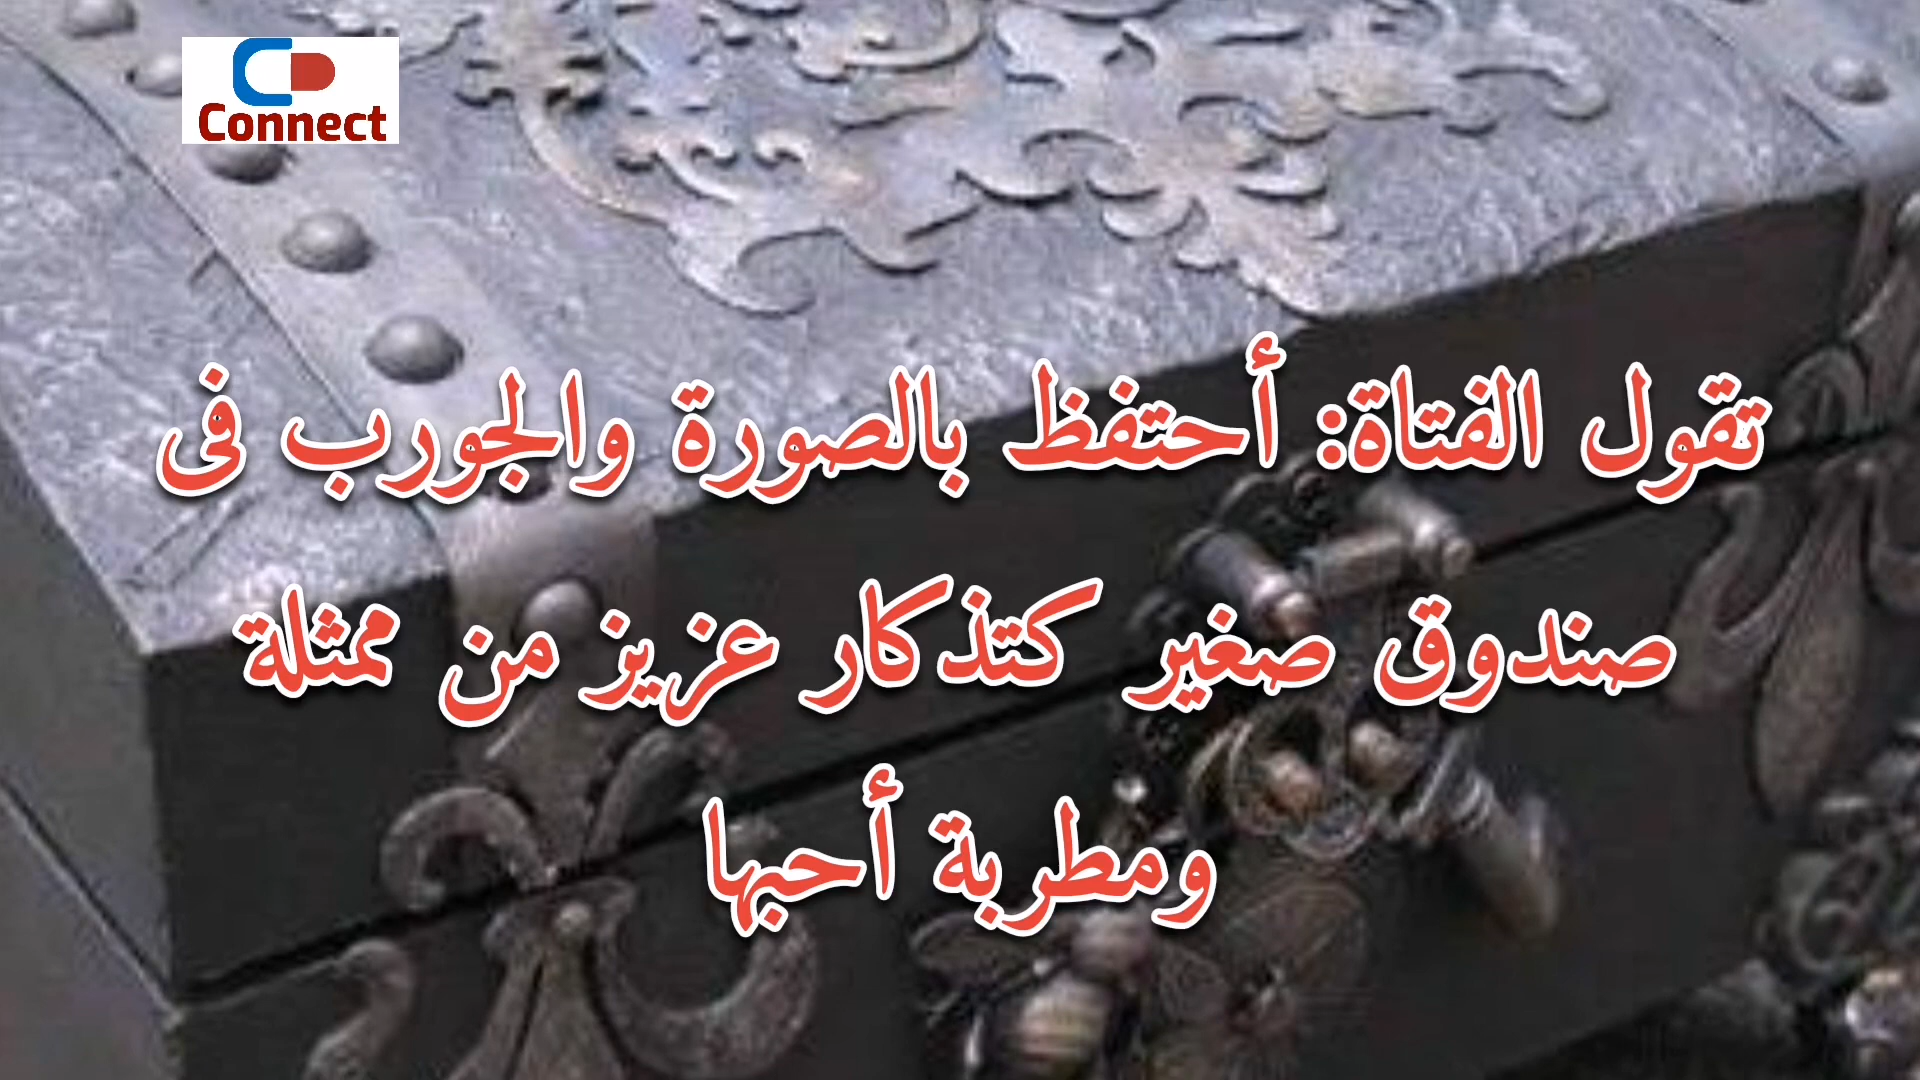 Connect
تقول الفتاة: أحتفظ بالصورة والجورب فى
صندوق صغير كتذكار عزيز من ممثلة
ومطربة أحبها